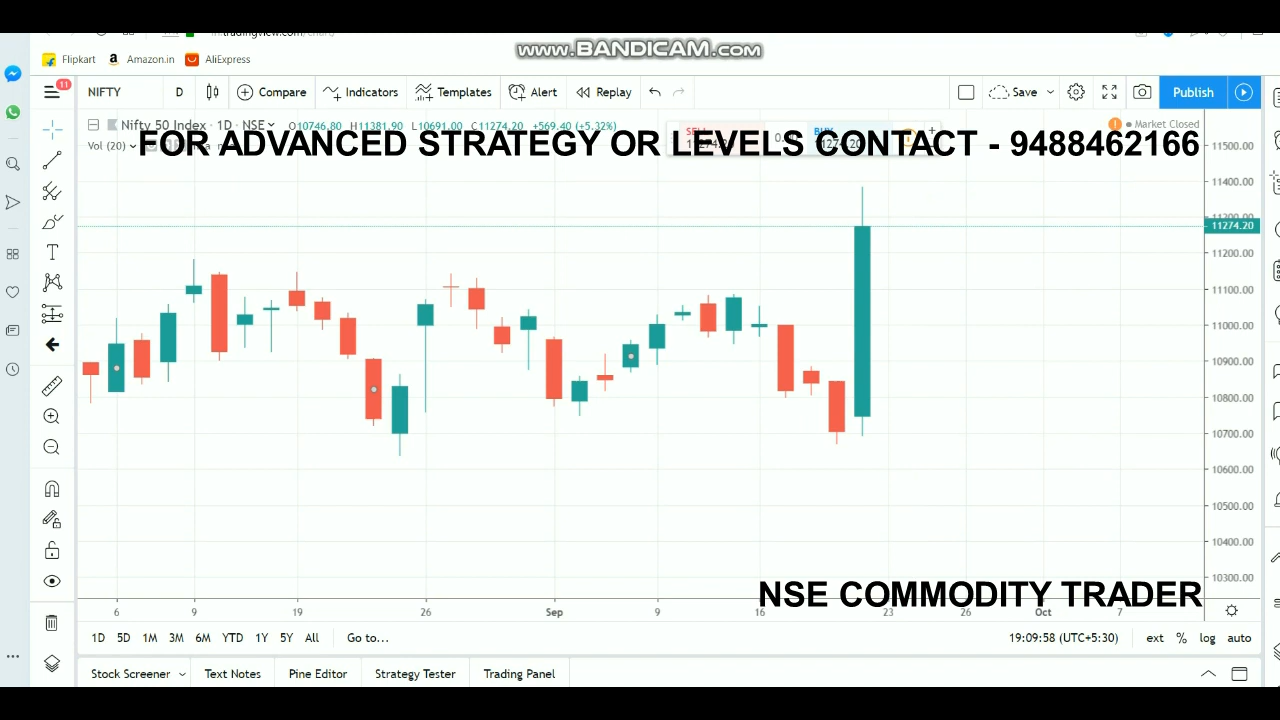 www.BANDICAM.com
Flipkart Amazon.in AliExpress
11 NIFTY D Compare Indicators Templates Alert Replay Save Publish
Nifty 50 Index · 1D · NSE O10746.80 H11381.90 L10691.00 C11274.20 +569.40 (+5.32%) Market Closed
Vol (20)
FOR ADVANCED STRATEGY OR LEVELS CONTACT - 9488462166
11500.00
11400.00
11300.00
11274.20
11200.00
11100.00
11000.00
10900.00
10800.00
10700.00
10600.00
10500.00
10400.00
10300.00
NSE COMMODITY TRADER
6 9 19 26 Sep 9 16 23 26 Oct 7
1D 5D 1M 3M 6M YTD 1Y 5Y All Go to... 19:09:58 (UTC+5:30) ext % log auto
Stock Screener Text Notes Pine Editor Strategy Tester Trading Panel